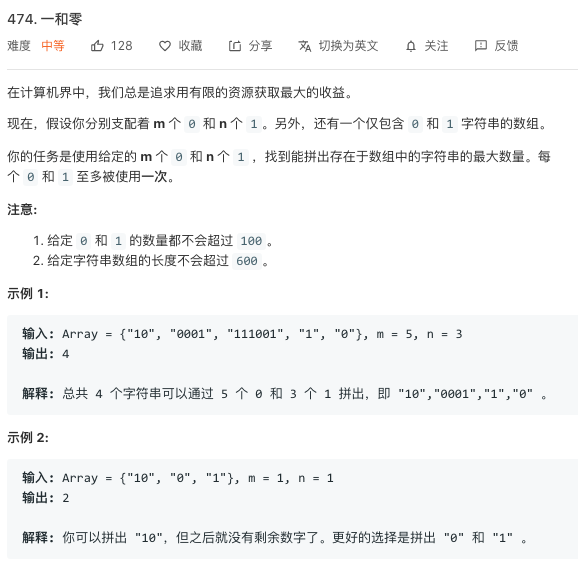 474. 一和零
难度 中等 128 收藏 分享 切换为英文 关注 反馈
在计算机界中，我们总是追求用有限的资源获取最大的收益。
现在，假设你分别支配着 m 个 0 和 n 个 1 。另外，还有一个仅包含 0 和 1 字符串的数组。
你的任务是使用给定的 m 个 0 和 n 个 1 ，找到能拼出存在于数组中的字符串的最大数量。每
个 0 和 1 至多被使用一次。
注意:
1. 给定 0 和 1 的数量都不会超过 100 。
2. 给定字符串数组的长度不会超过 600 。
示例 1:
输入: Array = {"10", "0001", "111001", "1", "0"}, m = 5, n = 3
输出: 4
解释: 总共 4 个字符串可以通过 5 个 0 和 3 个 1 拼出，即 "10","0001","1","0" 。
示例 2:
输入: Array = {"10", "0", "1"}, m = 1, n = 1
输出: 2
解释: 你可以拼出 "10"，但之后就没有剩余数字了。更好的选择是拼出 "0" 和 "1" 。